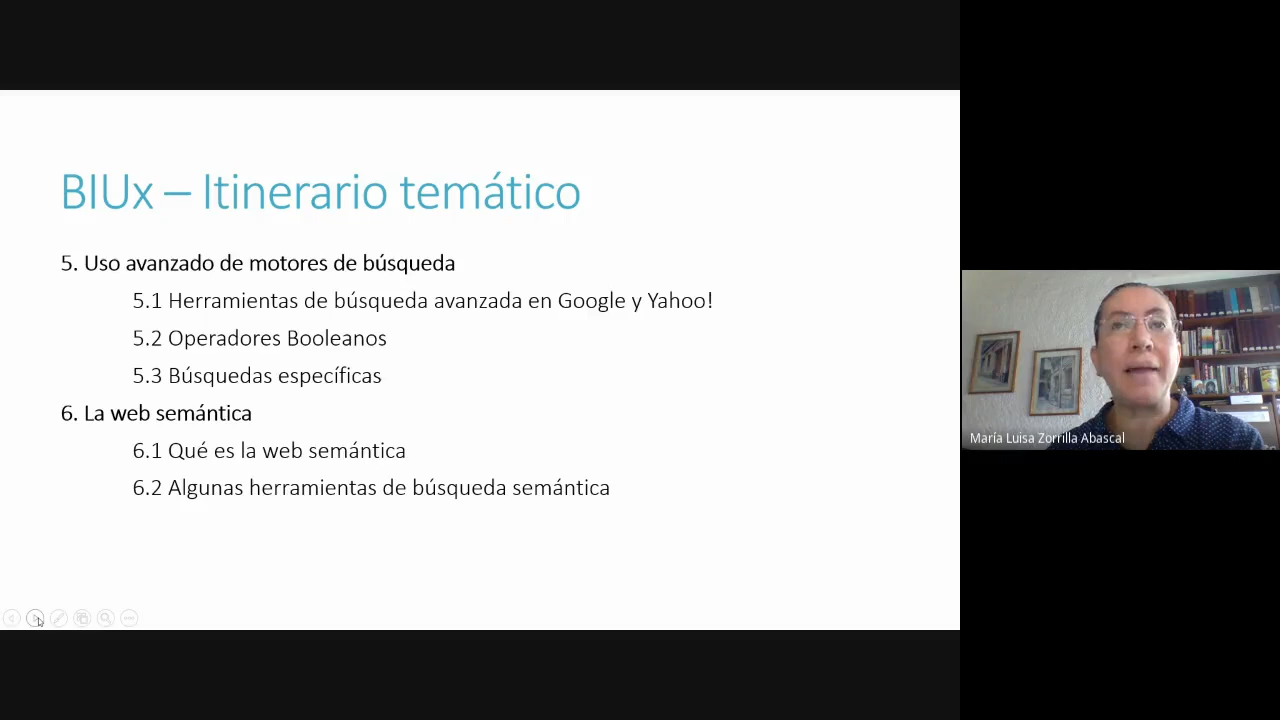 BIUx – Itinerario temático
5. Uso avanzado de motores de búsqueda
5.1 Herramientas de búsqueda avanzada en Google y Yahoo!
5.2 Operadores Booleanos
5.3 Búsquedas específicas
6. La web semántica
6.1 Qué es la web semántica
6.2 Algunas herramientas de búsqueda semántica
María Luisa Zorrilla Abascal